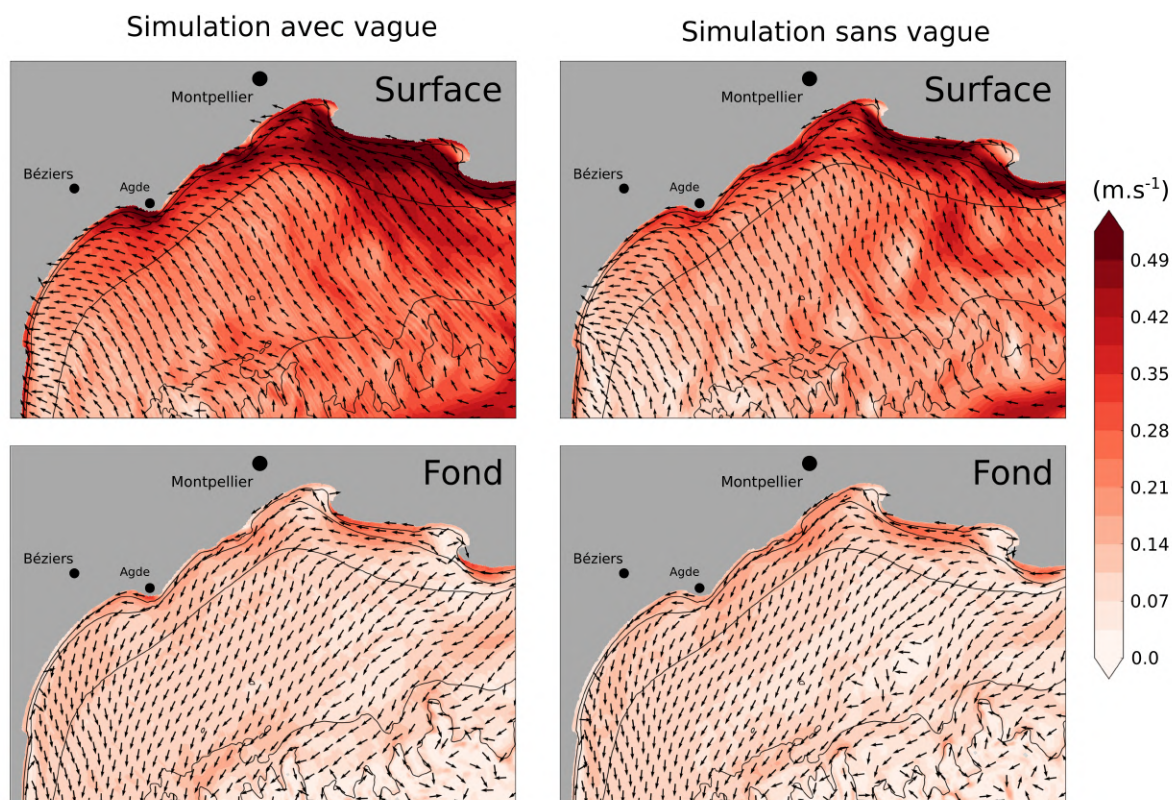 Simulation avec vague
Simulation sans vague
Surface
Montpellier
Béziers
Agde
Surface
Montpellier
Béziers
Agde
(m.s-1)
0.49
0.42
0.35
0.28
0.21
0.14
0.07
0.0
Fond
Montpellier
Béziers
Agde
Fond
Montpellier
Béziers
Agde